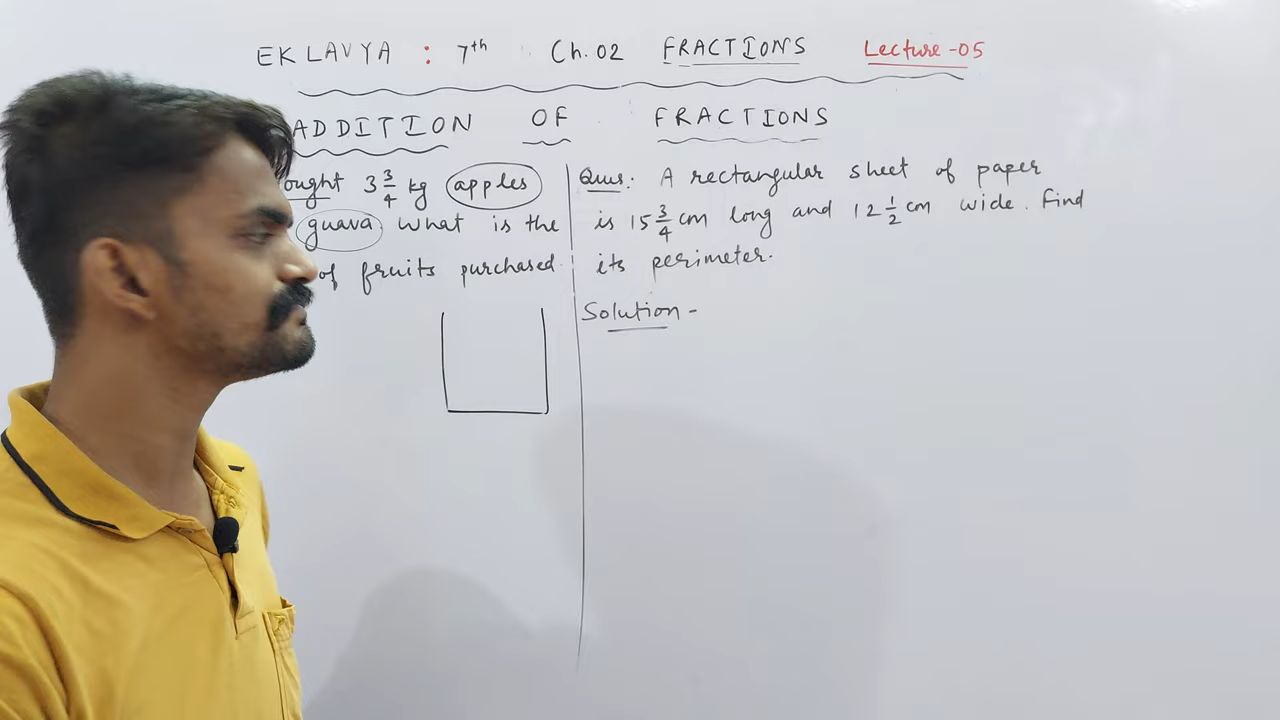 EKLAVYA : 7th Ch.02 FRACTIONS Lecture-05
ADDITION OF FRACTIONS
ought 3 3/4 kg apples
guava. What is the
of fruits purchased.
Ques: A rectangular sheet of paper
is 15 3/4 cm long and 12 1/2 cm wide. Find
its perimeter.
Solution -